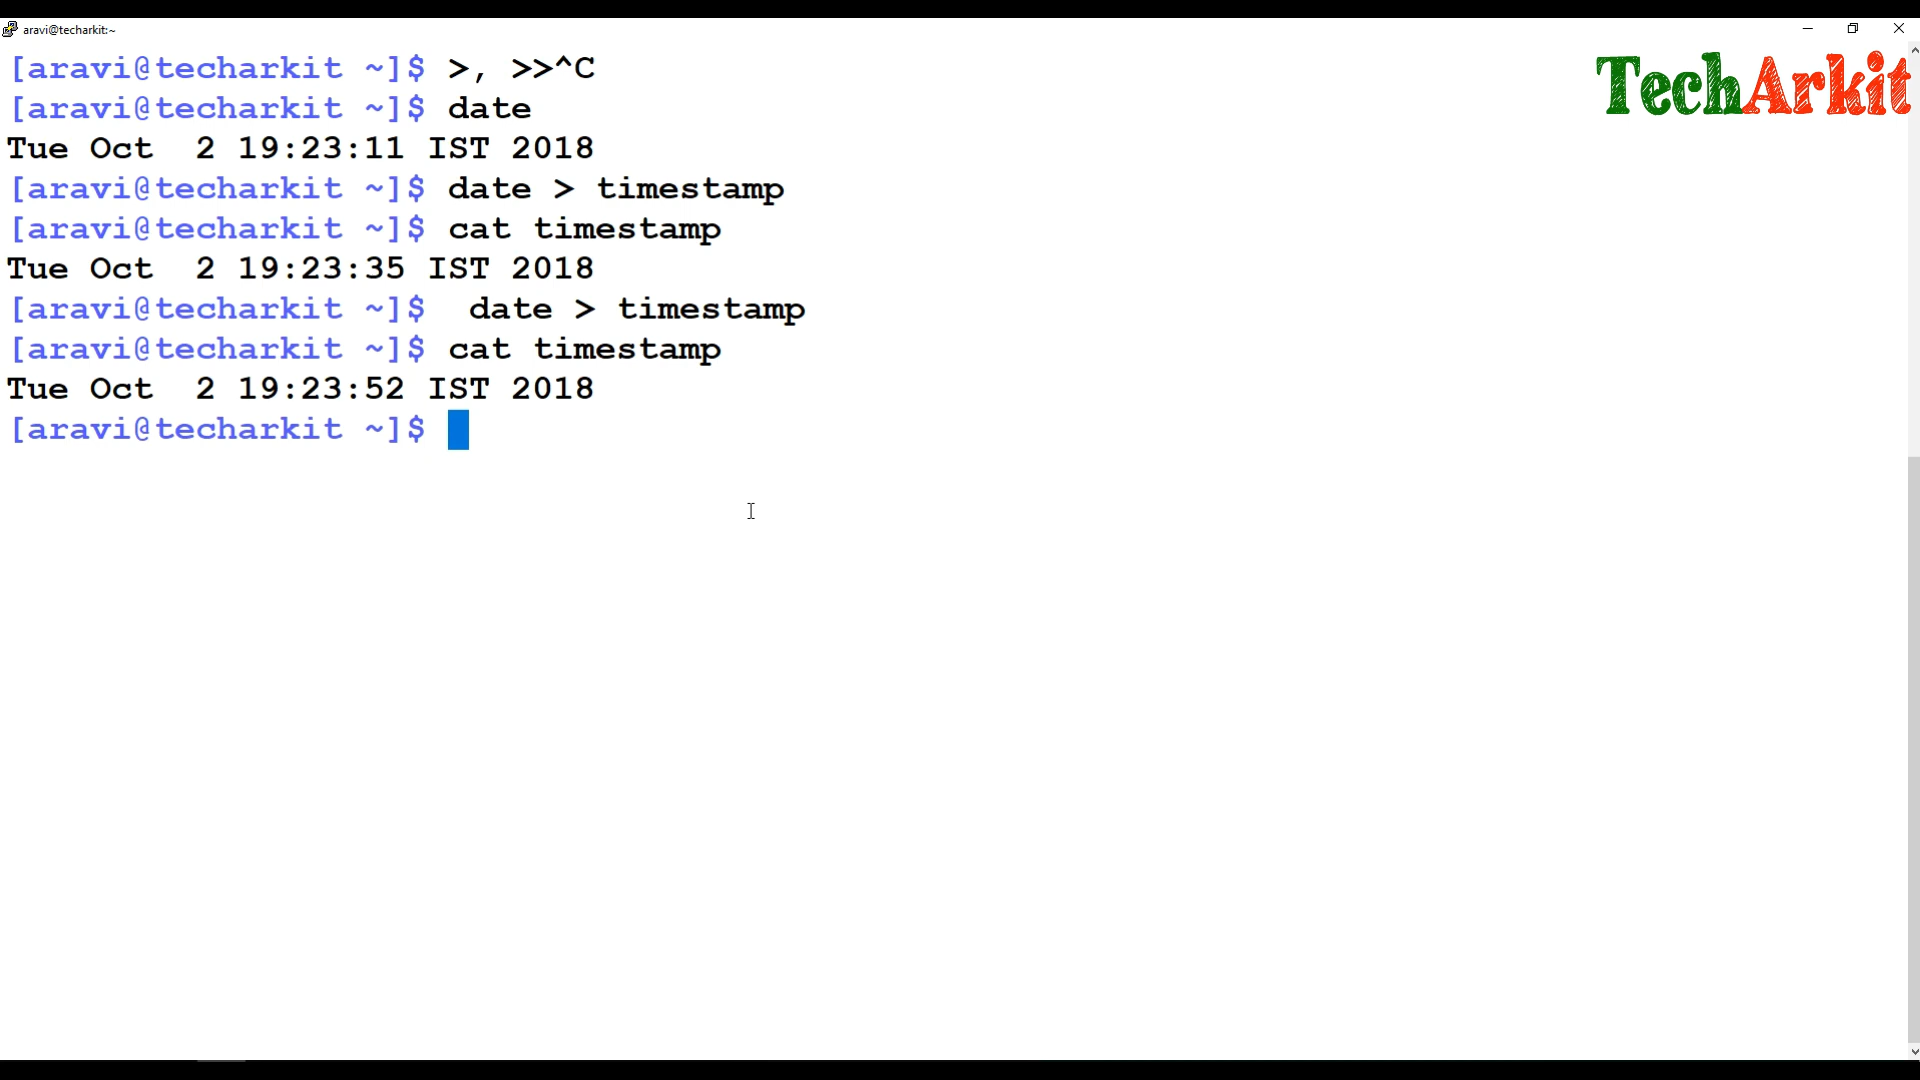 aravi@techarkit:~
TechArkit
[aravi@techarkit ~]$ >, >>^C
[aravi@techarkit ~]$ date
Tue Oct  2 19:23:11 IST 2018
[aravi@techarkit ~]$ date > timestamp
[aravi@techarkit ~]$ cat timestamp
Tue Oct  2 19:23:35 IST 2018
[aravi@techarkit ~]$  date > timestamp
[aravi@techarkit ~]$ cat timestamp
Tue Oct  2 19:23:52 IST 2018
[aravi@techarkit ~]$